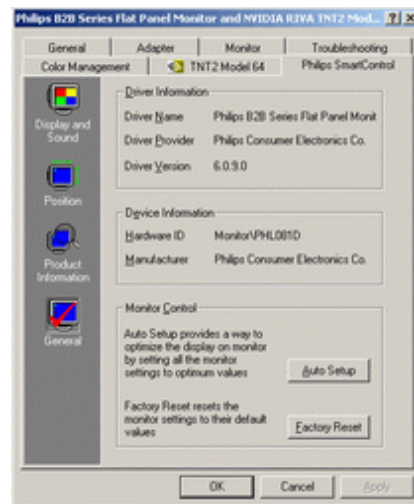 Philips B2B Series Flat Panel Monitor and NVIDIA RIVA TNT2 Mod...
General Adapter Monitor Troubleshooting
Color Management TNT2 Model 64 Philips SmartControl
Display and
Sound
Position
Product
Information
General
Driver Information
Driver Name Philips B2B Series Flat Panel Monit
Driver Provider Philips Consumer Electronics Co.
Driver Version 6.0.9.0
Device Information
Hardware ID Monitor\PHL081D
Manufacturer Philips Consumer Electronics Co.
Monitor Control
Auto Setup provides a way to
optimize the display on monitor
by setting all the monitor
settings to optimum values
Auto Setup
Factory Reset resets the
monitor settings to their default
values
Factory Reset
OK Cancel Apply